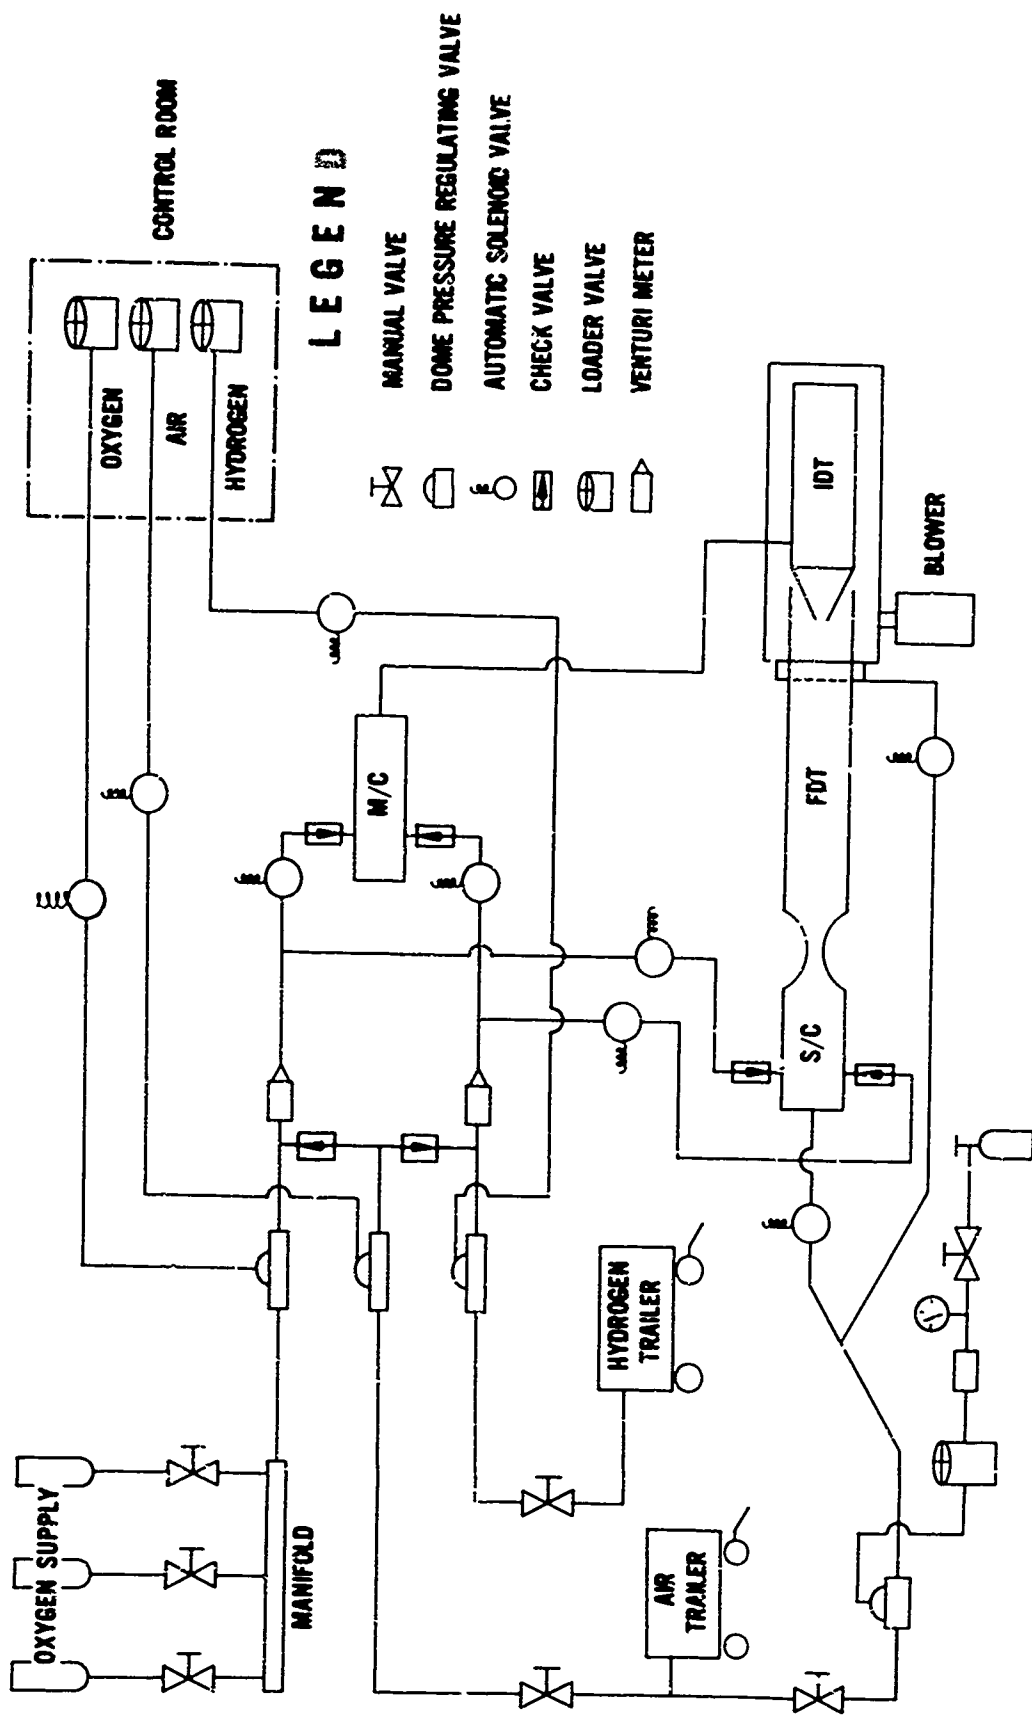 CONTROL ROOM
OXYGEN
AIR
HYDROGEN
LEGEND
MANUAL VALVE
DOME PRESSURE REGULATING VALVE
AUTOMATIC SOLENOID VALVE
CHECK VALVE
LOADER VALVE
VENTURI METER
OXYGEN SUPPLY
MANIFOLD
M/C
HYDROGEN
TRAILER
AIR
TRAILER
S/C
FDT
IDT
BLOWER